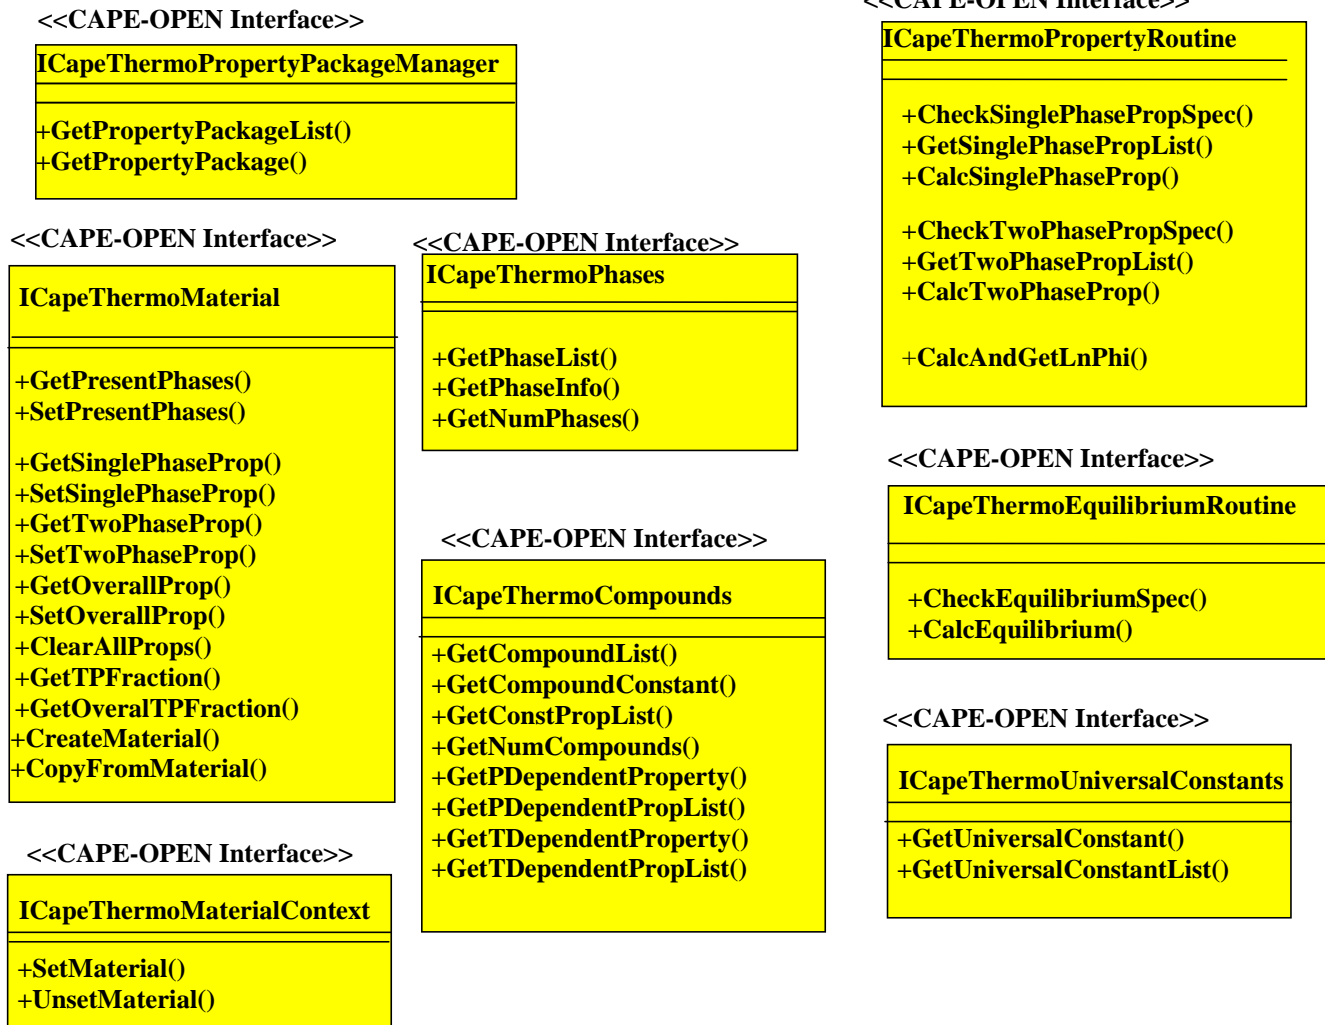 <<CAPE-OPEN Interface>>
ICapeThermoPropertyPackageManager
+GetPropertyPackageList()
+GetPropertyPackage()
<<CAPE-OPEN Interface>>
ICapeThermoMaterial
+GetPresentPhases()
+SetPresentPhases()
+GetSinglePhaseProp()
+SetSinglePhaseProp()
+GetTwoPhaseProp()
+SetTwoPhaseProp()
+GetOverallProp()
+SetOverallProp()
+ClearAllProps()
+GetTPFraction()
+GetOveralTPFraction()
+CreateMaterial()
+CopyFromMaterial()
<<CAPE-OPEN Interface>>
ICapeThermoMaterialContext
+SetMaterial()
+UnsetMaterial()
<<CAPE-OPEN Interface>>
ICapeThermoPhases
+GetPhaseList()
+GetPhaseInfo()
+GetNumPhases()
<<CAPE-OPEN Interface>>
ICapeThermoCompounds
+GetCompoundList()
+GetCompoundConstant()
+GetConstPropList()
+GetNumCompounds()
+GetPDependentProperty()
+GetPDependentPropList()
+GetTDependentProperty()
+GetTDependentPropList()
<<CAPE-OPEN Interface>>
ICapeThermoPropertyRoutine
+CheckSinglePhasePropSpec()
+GetSinglePhasePropList()
+CalcSinglePhaseProp()
+CheckTwoPhasePropSpec()
+GetTwoPhasePropList()
+CalcTwoPhaseProp()
+CalcAndGetLnPhi()
<<CAPE-OPEN Interface>>
ICapeThermoEquilibriumRoutine
+CheckEquilibriumSpec()
+CalcEquilibrium()
<<CAPE-OPEN Interface>>
ICapeThermoUniversalConstants
+GetUniversalConstant()
+GetUniversalConstantList()